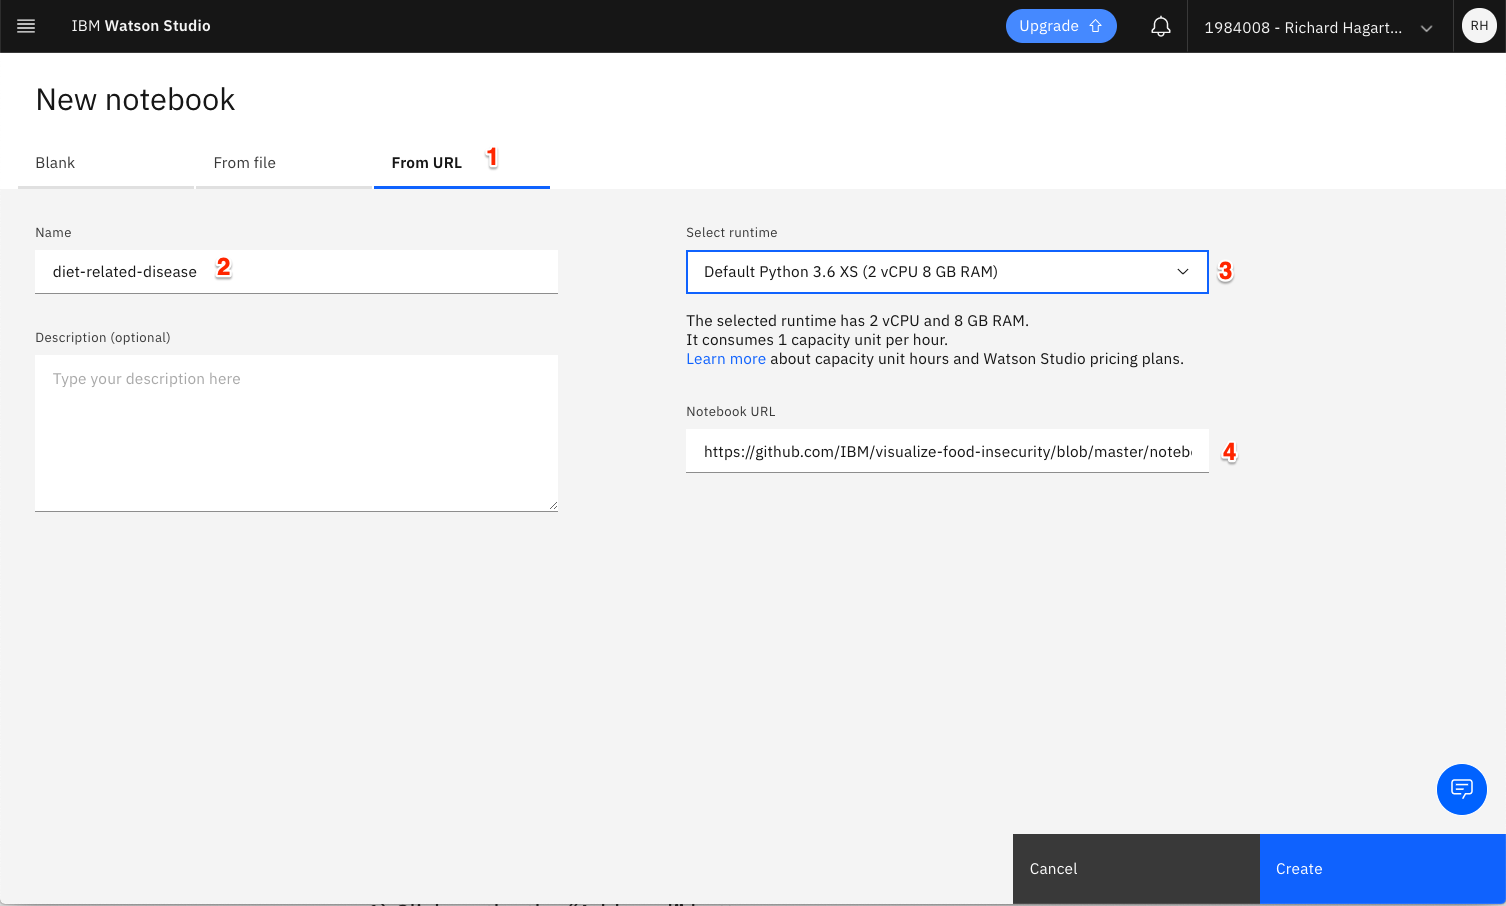 IBM Watson Studio
Upgrade
1984008 - Richard Hagart...
RH
New notebook
Blank
From file
From URL
1
Name
diet-related-disease
2
Description (optional)
Type your description here
Select runtime
Default Python 3.6 XS (2 vCPU 8 GB RAM)
3
The selected runtime has 2 vCPU and 8 GB RAM.
It consumes 1 capacity unit per hour.
Learn more about capacity unit hours and Watson Studio pricing plans.
Notebook URL
https://github.com/IBM/visualize-food-insecurity/blob/master/noteb
4
Cancel
Create